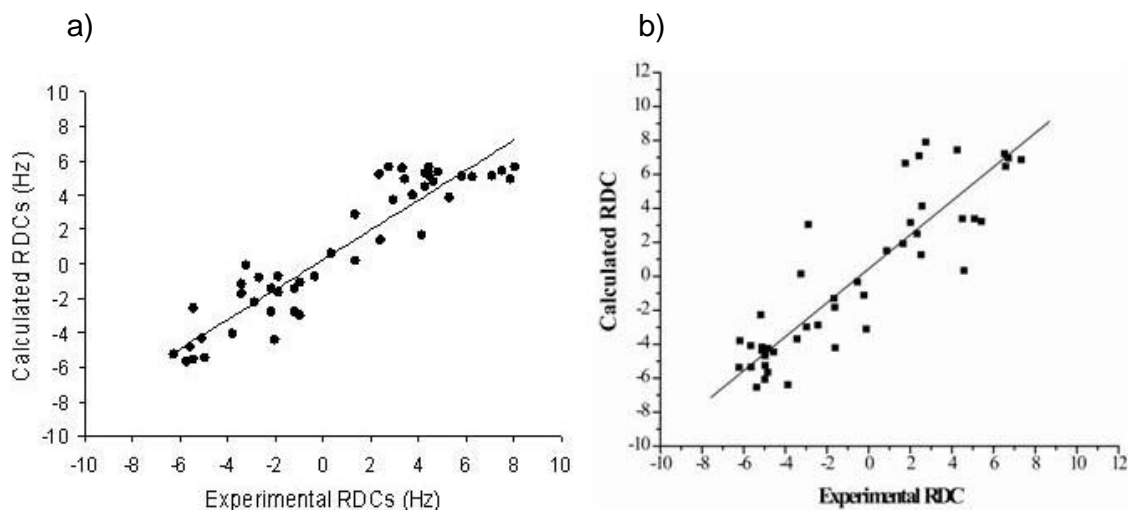 a)
b)
10
8
6
4
2
0
-2
-4
-6
-8
-10
Calculated RDCs (Hz)
-10 -8 -6 -4 -2 0 2 4 6 8 10
Experimental RDCs (Hz)
12
10
8
6
4
2
0
-2
-4
-6
-8
-10
Calculated RDC
-10 -8 -6 -4 -2 0 2 4 6 8 10 12
Experimental RDC